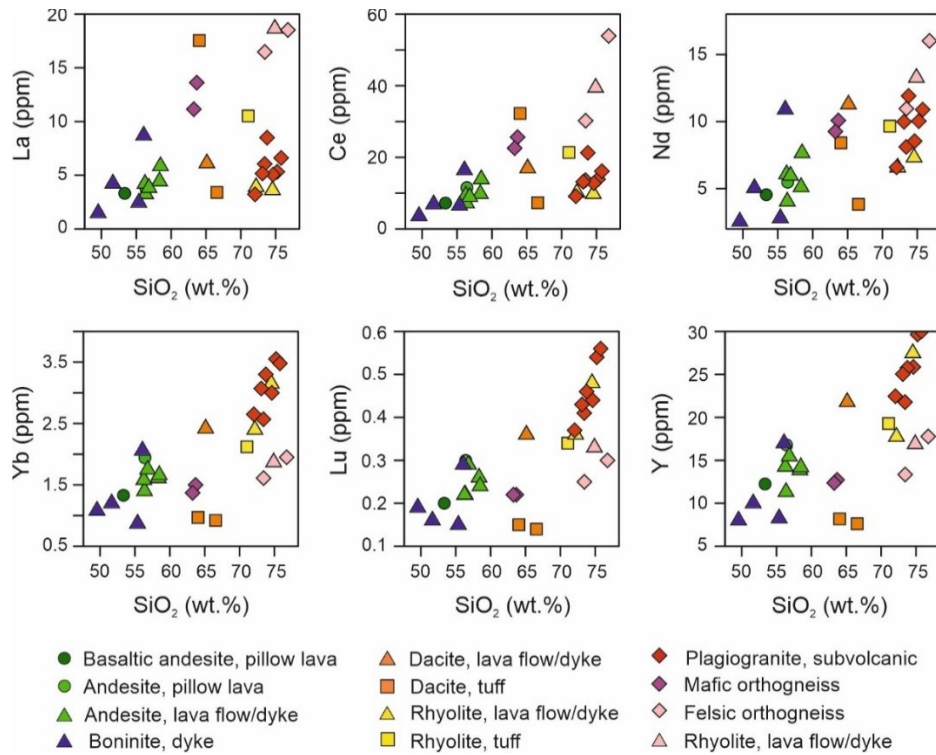 20
15
10
5
0
La (ppm)
50 55 60 65 70 75
SiO₂ (wt.%)
60
40
20
0
Ce (ppm)
50 55 60 65 70 75
SiO₂ (wt.%)
15
10
5
Nd (ppm)
50 55 60 65 70 75
SiO₂ (wt.%)
3.5
2.5
1.5
0.5
Yb (ppm)
50 55 60 65 70 75
SiO₂ (wt.%)
0.6
0.5
0.4
0.3
0.2
0.1
Lu (ppm)
50 55 60 65 70 75
SiO₂ (wt.%)
30
25
20
15
10
5
Y (ppm)
50 55 60 65 70 75
SiO₂ (wt.%)
Basaltic andesite, pillow lava
Andesite, pillow lava
Andesite, lava flow/dyke
Boninite, dyke
Dacite, lava flow/dyke
Dacite, tuff
Rhyolite, lava flow/dyke
Rhyolite, tuff
Plagiogranite, subvolcanic
Mafic orthogneiss
Felsic orthogneiss
Rhyolite, lava flow/dyke